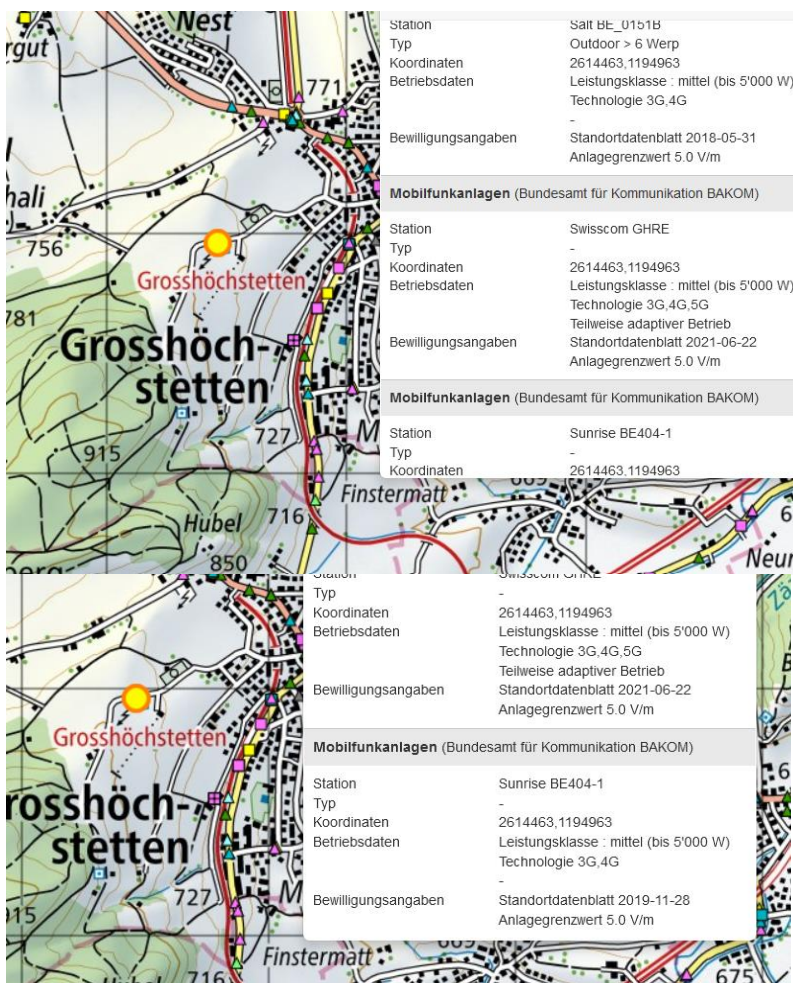 Nest
rgut
771
hali
756
Grosshöchstetten
781
Grosshöch-
stetten
727
M
915
Finstermatt
Hubel
716
850
Neun
Station Salt BE_0151B
Typ Outdoor > 6 Werp
Koordinaten 2614463,1194963
Betriebsdaten Leistungsklasse : mittel (bis 5'000 W)
Technologie 3G,4G
-
Bewilligungsangaben Standortdatenblatt 2018-05-31
Anlagegrenzwert 5.0 V/m
Mobilfunkanlagen (Bundesamt für Kommunikation BAKOM)
Station Swisscom GHRE
Typ -
Koordinaten 2614463,1194963
Betriebsdaten Leistungsklasse : mittel (bis 5'000 W)
Technologie 3G,4G,5G
Teilweise adaptiver Betrieb
Bewilligungsangaben Standortdatenblatt 2021-06-22
Anlagegrenzwert 5.0 V/m
Mobilfunkanlagen (Bundesamt für Kommunikation BAKOM)
Station Sunrise BE404-1
Typ -
Koordinaten 2614463,1194963
Station Swisscom GHRE
Typ -
Koordinaten 2614463,1194963
Betriebsdaten Leistungsklasse : mittel (bis 5'000 W)
Technologie 3G,4G,5G
Teilweise adaptiver Betrieb
Bewilligungsangaben Standortdatenblatt 2021-06-22
Anlagegrenzwert 5.0 V/m
Mobilfunkanlagen (Bundesamt für Kommunikation BAKOM)
Station Sunrise BE404-1
Typ -
Koordinaten 2614463,1194963
Betriebsdaten Leistungsklasse : mittel (bis 5'000 W)
Technologie 3G,4G
-
Bewilligungsangaben Standortdatenblatt 2019-11-28
Anlagegrenzwert 5.0 V/m
Grosshöchstetten
rosshöch-
stetten
727
M
915
Finstermatt
Hubel
716
675